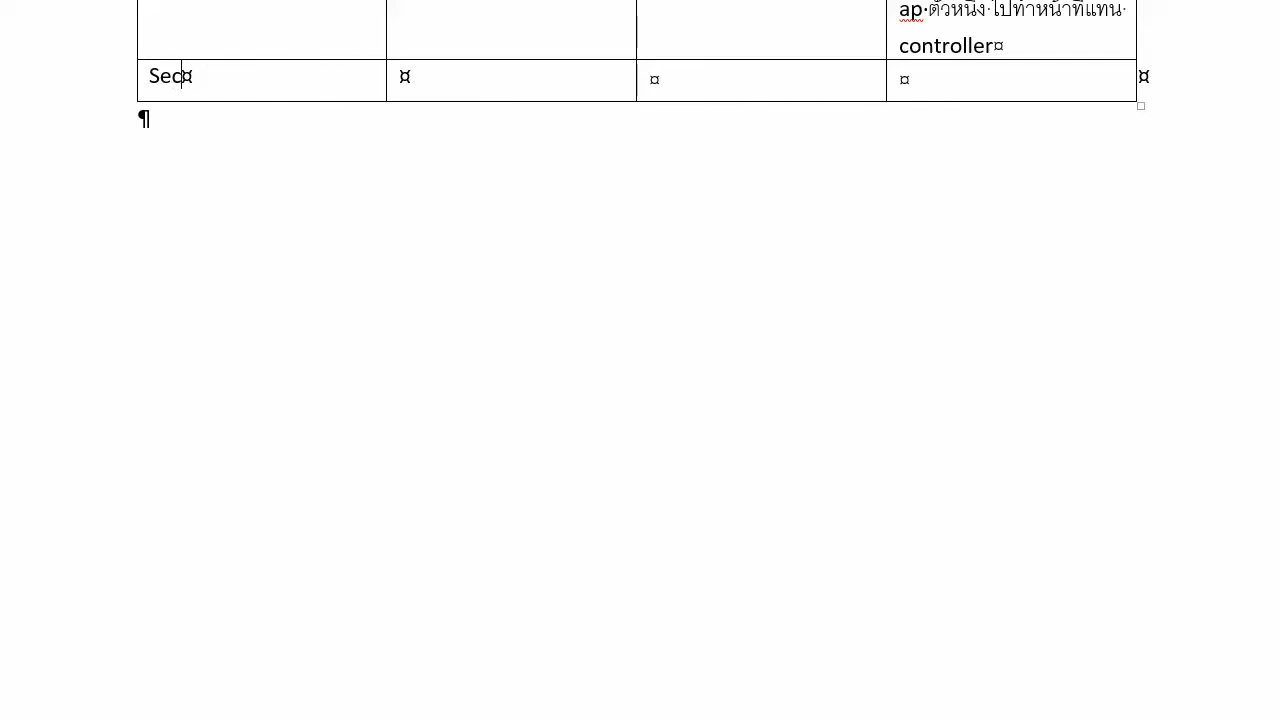 ap ตัวหนึ่ง ไปทำหน้าที่แทน
controller¤
Sec¤ ¤ ¤ ¤ ¤
¶